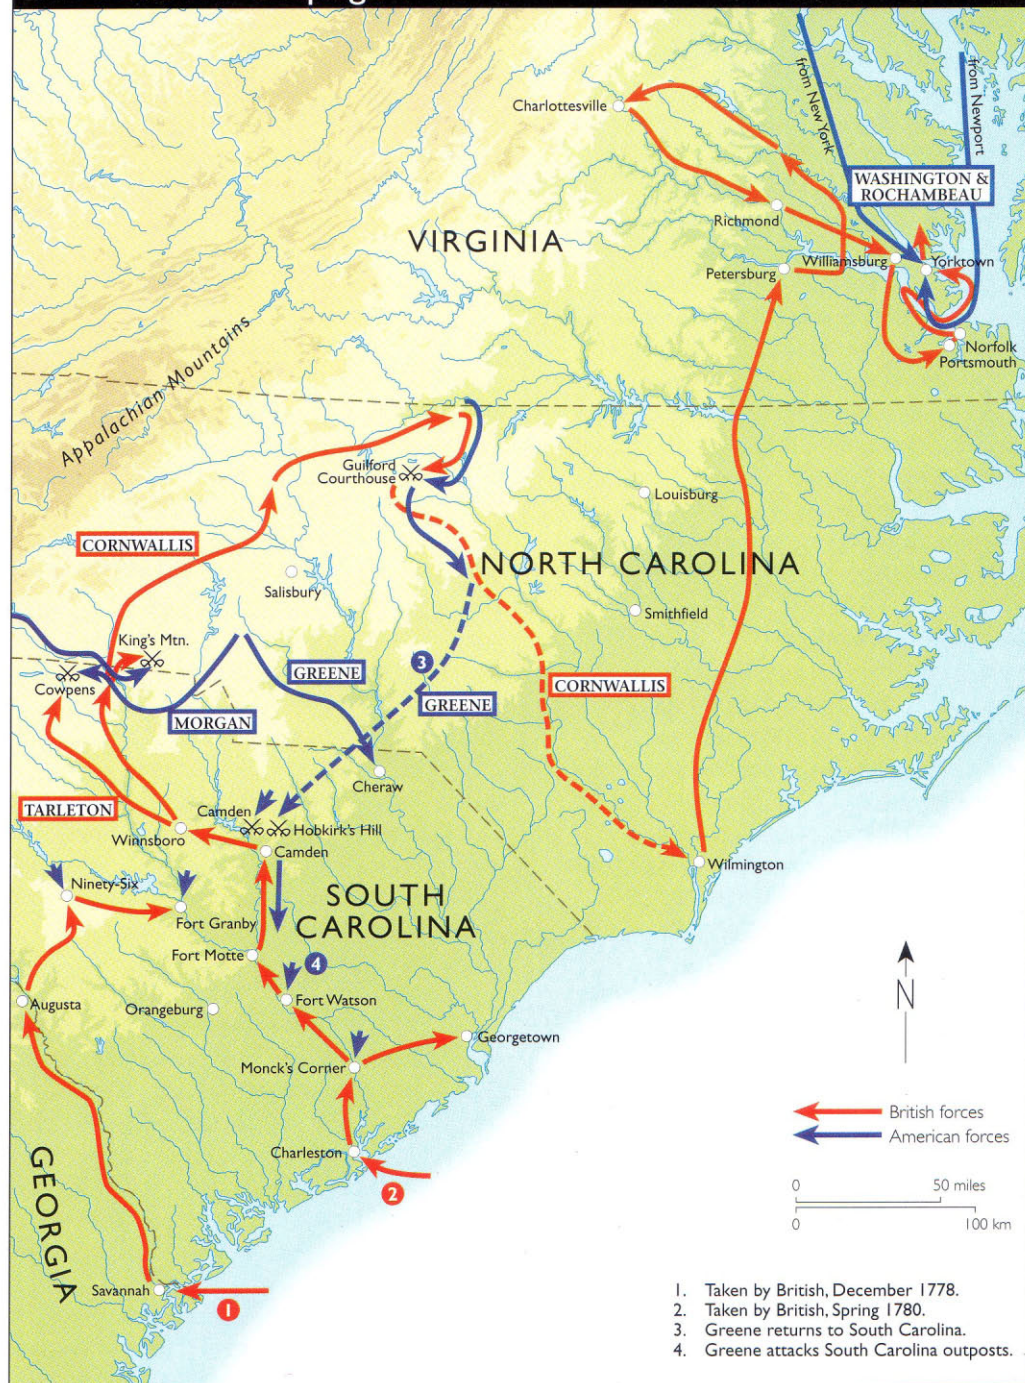 Charlottesville
from New York
from Newport
WASHINGTON &
ROCHAMBEAU
Richmond
VIRGINIA
Williamsburg
Yorktown
Petersburg
Norfolk
Portsmouth
Appalachian Mountains
Guilford
Courthouse
Louisburg
CORNWALLIS
NORTH CAROLINA
Salisbury
Smithfield
King's Mtn.
3
GREENE
Cowpens
CORNWALLIS
GREENE
MORGAN
Cheraw
TARLETON
Camden
Hobkirk's Hill
Winnsboro
Camden
Wilmington
Ninety-Six
SOUTH
CAROLINA
Fort Granby
Fort Motte
4
Augusta
Orangeburg
Fort Watson
N
Georgetown
Monck's Corner
British forces
American forces
Charleston
GEORGIA
2
0 50 miles
0 100 km
Savannah
1
1. Taken by British, December 1778.
2. Taken by British, Spring 1780.
3. Greene returns to South Carolina.
4. Greene attacks South Carolina outposts.